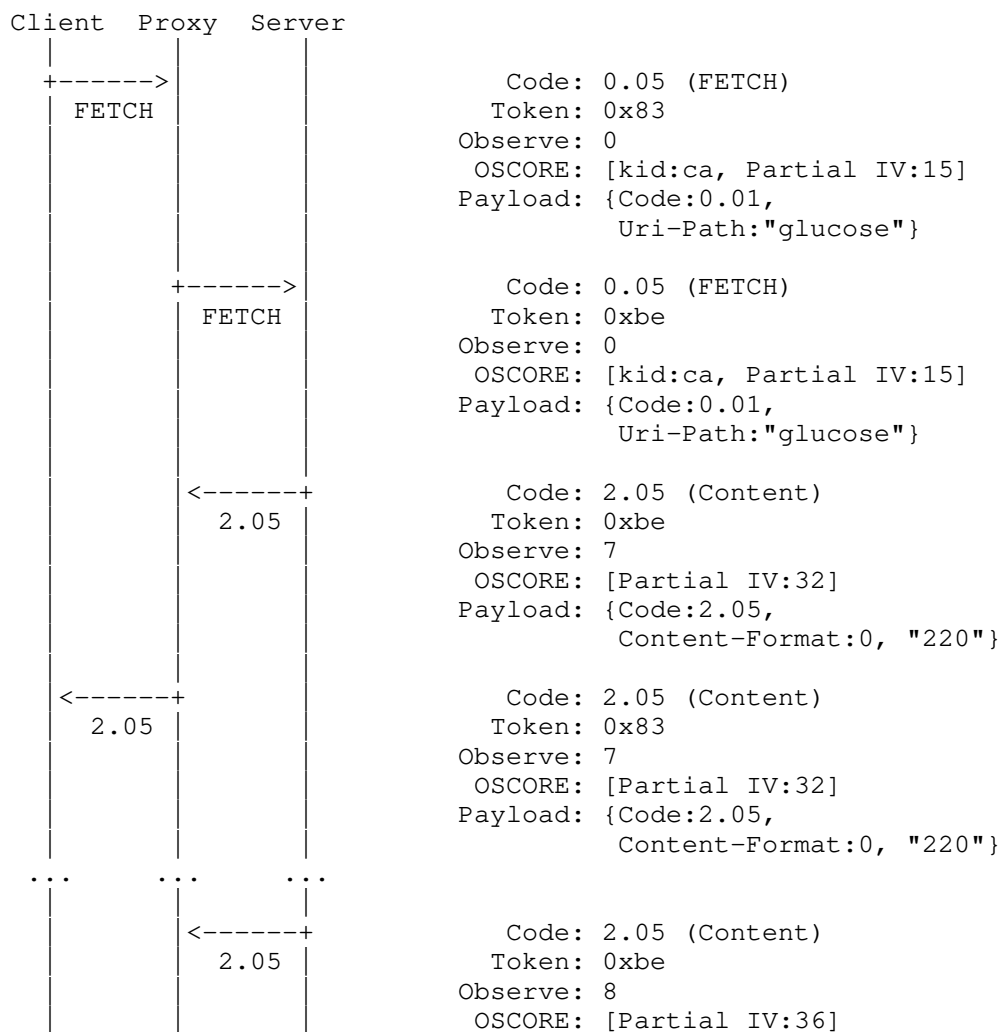 Client  Proxy  Server
  |       |       |
  +------>|       |            Code: 0.05 (FETCH)
  | FETCH |       |           Token: 0x83
  |       |       |         Observe: 0
  |       |       |          OSCORE: [kid:ca, Partial IV:15]
  |       |       |         Payload: {Code:0.01,
  |       |       |                   Uri-Path:"glucose"}
  |       |       |
  |       +------>|            Code: 0.05 (FETCH)
  |       | FETCH |           Token: 0xbe
  |       |       |         Observe: 0
  |       |       |          OSCORE: [kid:ca, Partial IV:15]
  |       |       |         Payload: {Code:0.01,
  |       |       |                   Uri-Path:"glucose"}
  |       |       |
  |       |<------+            Code: 2.05 (Content)
  |       |  2.05 |           Token: 0xbe
  |       |       |         Observe: 7
  |       |       |          OSCORE: [Partial IV:32]
  |       |       |         Payload: {Code:2.05,
  |       |       |                   Content-Format:0, "220"}
  |       |       |
  |<------+       |            Code: 2.05 (Content)
  |  2.05 |       |           Token: 0x83
  |       |       |         Observe: 7
  |       |       |          OSCORE: [Partial IV:32]
  |       |       |         Payload: {Code:2.05,
  |       |       |                   Content-Format:0, "220"}
 ...     ...     ...
  |       |       |
  |       |<------+            Code: 2.05 (Content)
  |       |  2.05 |           Token: 0xbe
  |       |       |         Observe: 8
  |       |       |          OSCORE: [Partial IV:36]